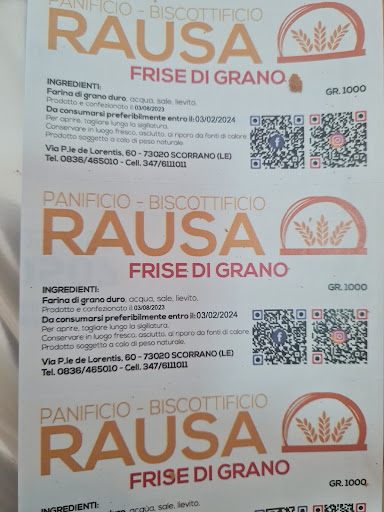 PANIFICIO - BISCOTTIFICIO
RAUSA
FRISE DI GRANO
INGREDIENTI:
GR. 1000
Farina di grano duro, acqua, sale, lievito.
Prodotto e confezionato il 03/08/2023
Da consumarsi preferibilmente entro il: 03/02/2024
Per aprire, tagliare lungo la sigillatura.
Conservare in luogo fresco, asciutto, al riparo da fonti di calore.
Prodotto soggetto a calo di peso naturale.
Via P.le de Lorentis, 60 - 73020 SCORRANO (LE)
Tel. 0836/465010 - Cell. 347/6111011
PANIFICIO - BISCOTTIFICIO
RAUSA
FRISE DI GRANO
INGREDIENTI:
GR. 1000
Farina di grano duro, acqua, sale, lievito.
Prodotto e confezionato il: 03/08/2023
Da consumarsi preferibilmente entro il: 03/02/2024
Per aprire, tagliare lungo la sigillatura.
Conservare in luogo fresco, asciutto, al riparo da fonti di calore.
Prodotto soggetto a calo di peso naturale.
Via P.le de Lorentis, 60 - 73020 SCORRANO (LE)
Tel. 0836/465010 - Cell. 347/6111011
PANIFICIO - BISCOTTIFICIO
RAUSA
FRISE DI GRANO
GR. 1000
INGREDIENTI:
duro, acqua, sale, lievito.